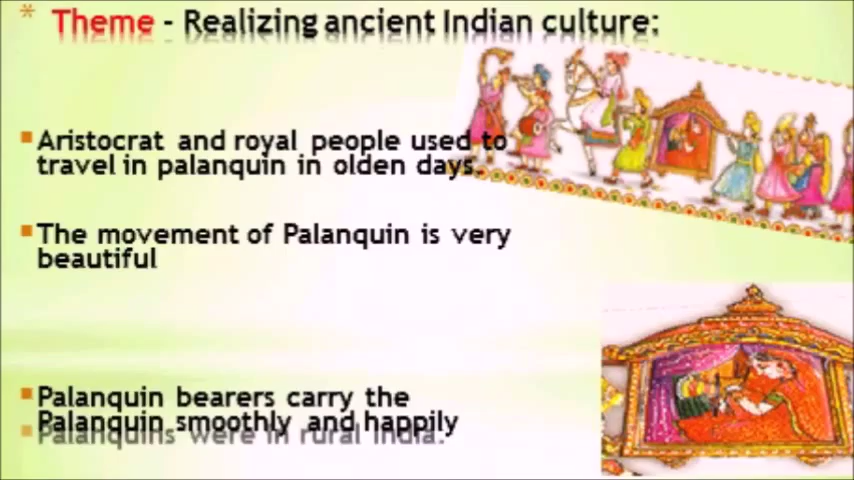 * Theme - Realizing ancient Indian culture:
Aristocrat and royal people used to
travel in palanquin in olden days.
The movement of Palanquin is very
beautiful
Palanquin bearers carry the
Palanquin smoothly and happily
Palanquins were in rural India.